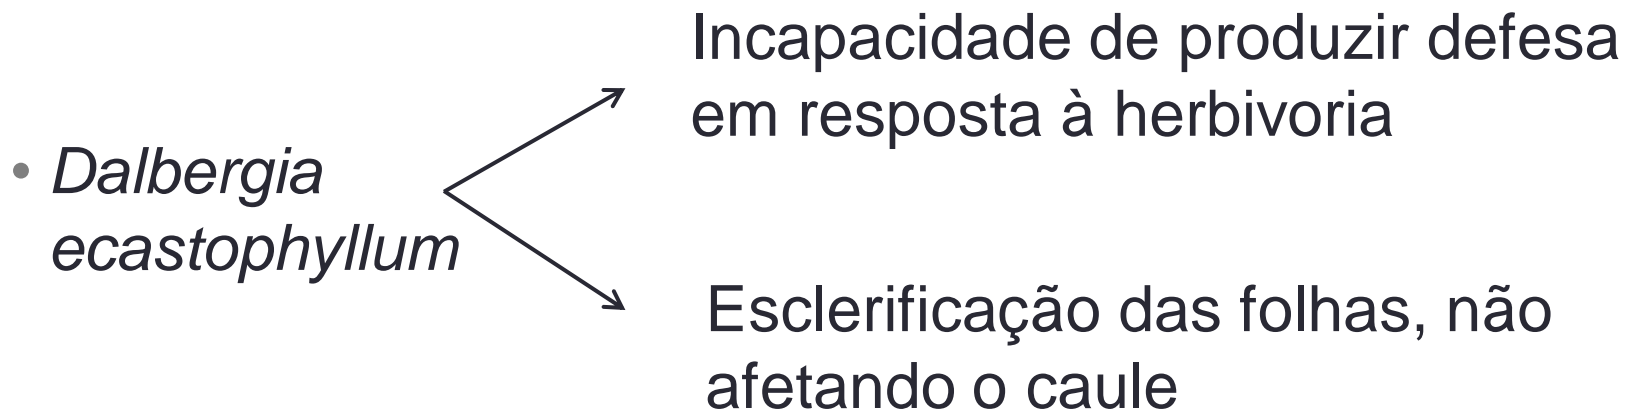 Incapacidade de produzir defesa
em resposta à herbivoria
• Dalbergia
ecastophyllum
Esclerificação das folhas, não
afetando o caule